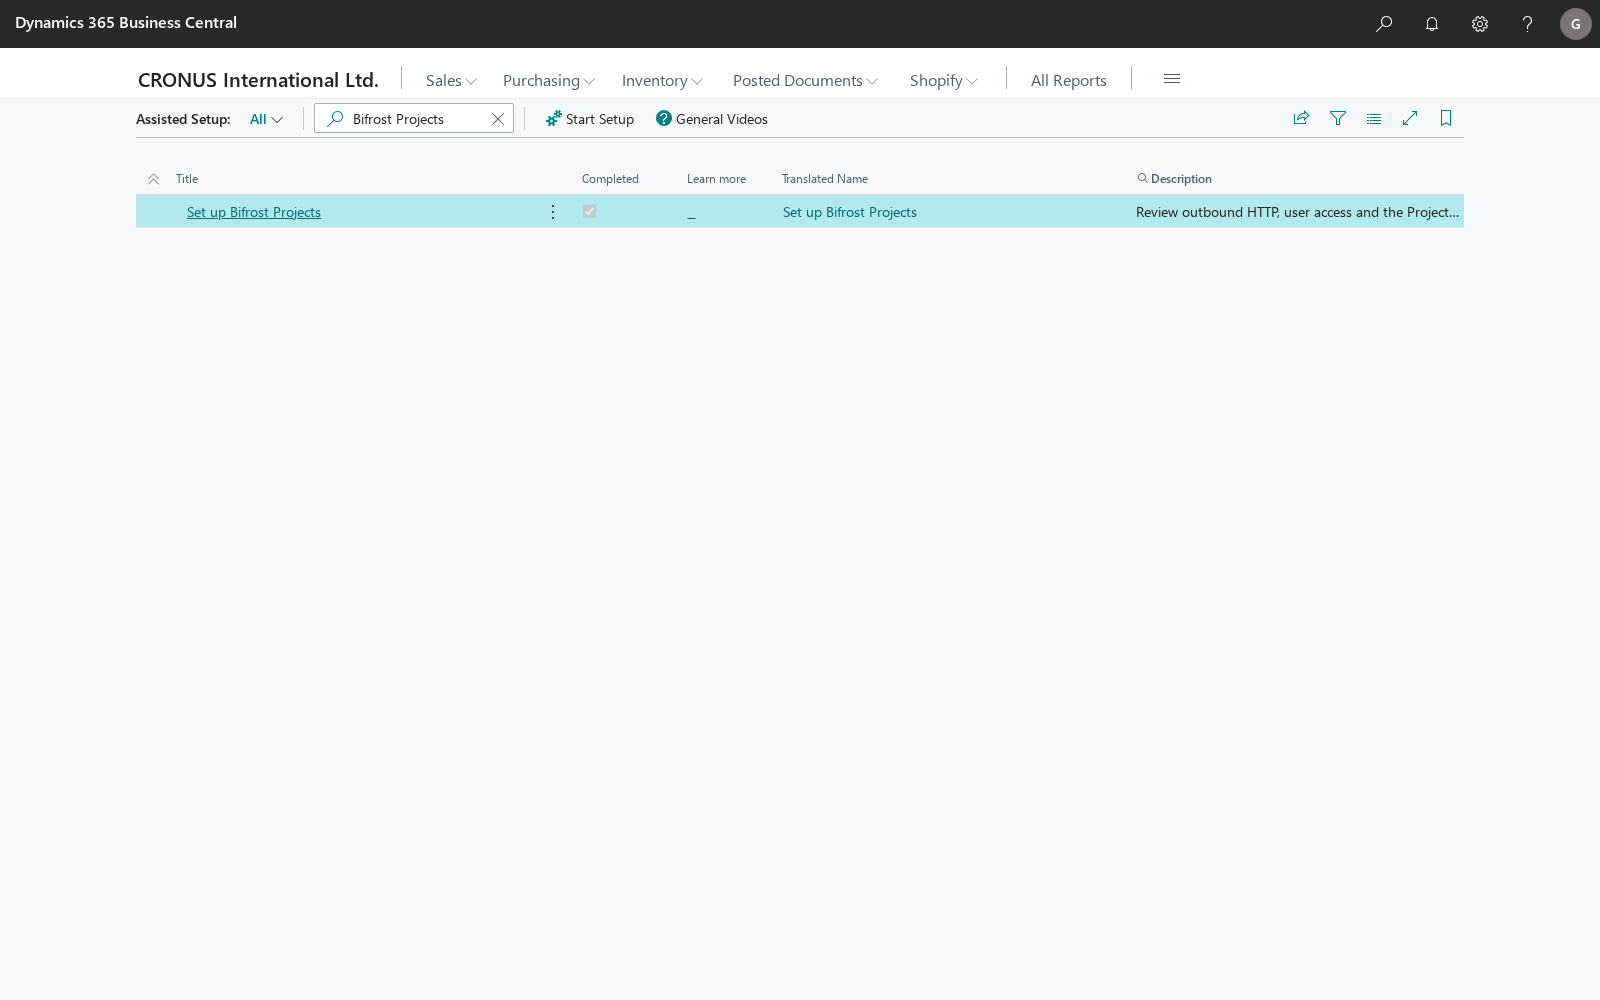 Dynamics 365 Business Central
G
CRONUS International Ltd.
Sales
Purchasing
Inventory
Posted Documents
Shopify
All Reports
Assisted Setup:
All
Bifrost Projects
Start Setup
General Videos
Title
Completed
Learn more
Translated Name
Description
Set up Bifrost Projects
_
Set up Bifrost Projects
Review outbound HTTP, user access and the Project...